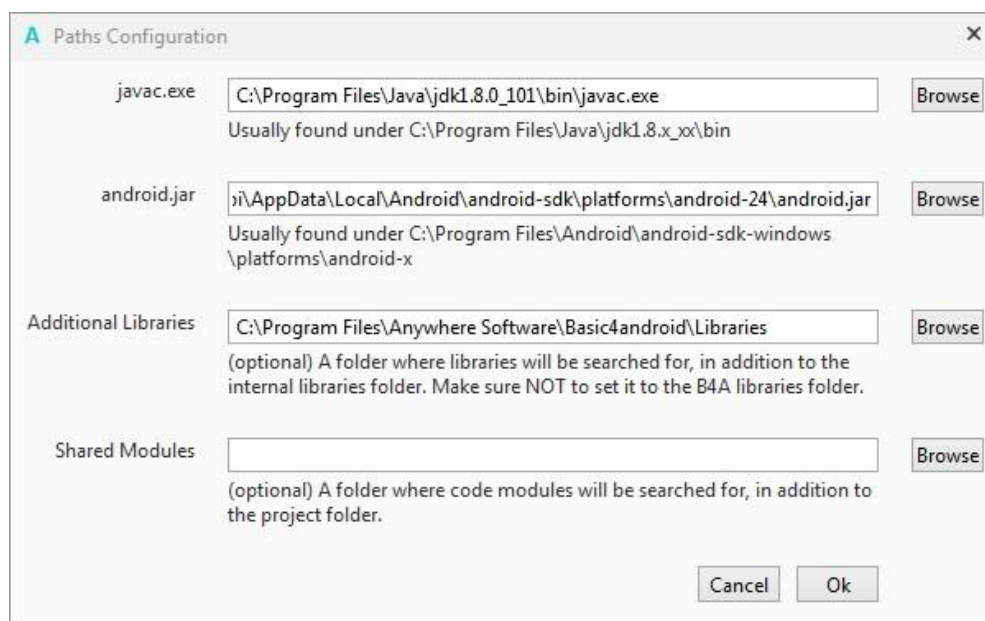 A Paths Configuration
javac.exe C:\Program Files\Java\jdk1.8.0_101\bin\javac.exe Browse
Usually found under C:\Program Files\Java\jdk1.8.x_xx\bin
android.jar i\AppData\Local\Android\android-sdk\platforms\android-24\android.jar Browse
Usually found under C:\Program Files\Android\android-sdk-windows
\platforms\android-x
Additional Libraries C:\Program Files\Anywhere Software\Basic4android\Libraries Browse
(optional) A folder where libraries will be searched for, in addition to the
internal libraries folder. Make sure NOT to set it to the B4A libraries folder.
Shared Modules Browse
(optional) A folder where code modules will be searched for, in addition to
the project folder.
Cancel Ok